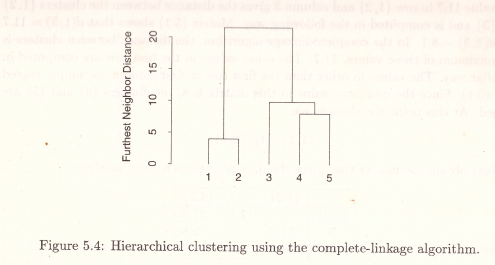 Furthest Neighbor Distance
20
15
10
5
0
1 2 3 4 5
Figure 5.4: Hierarchical clustering using the complete-linkage algorithm.